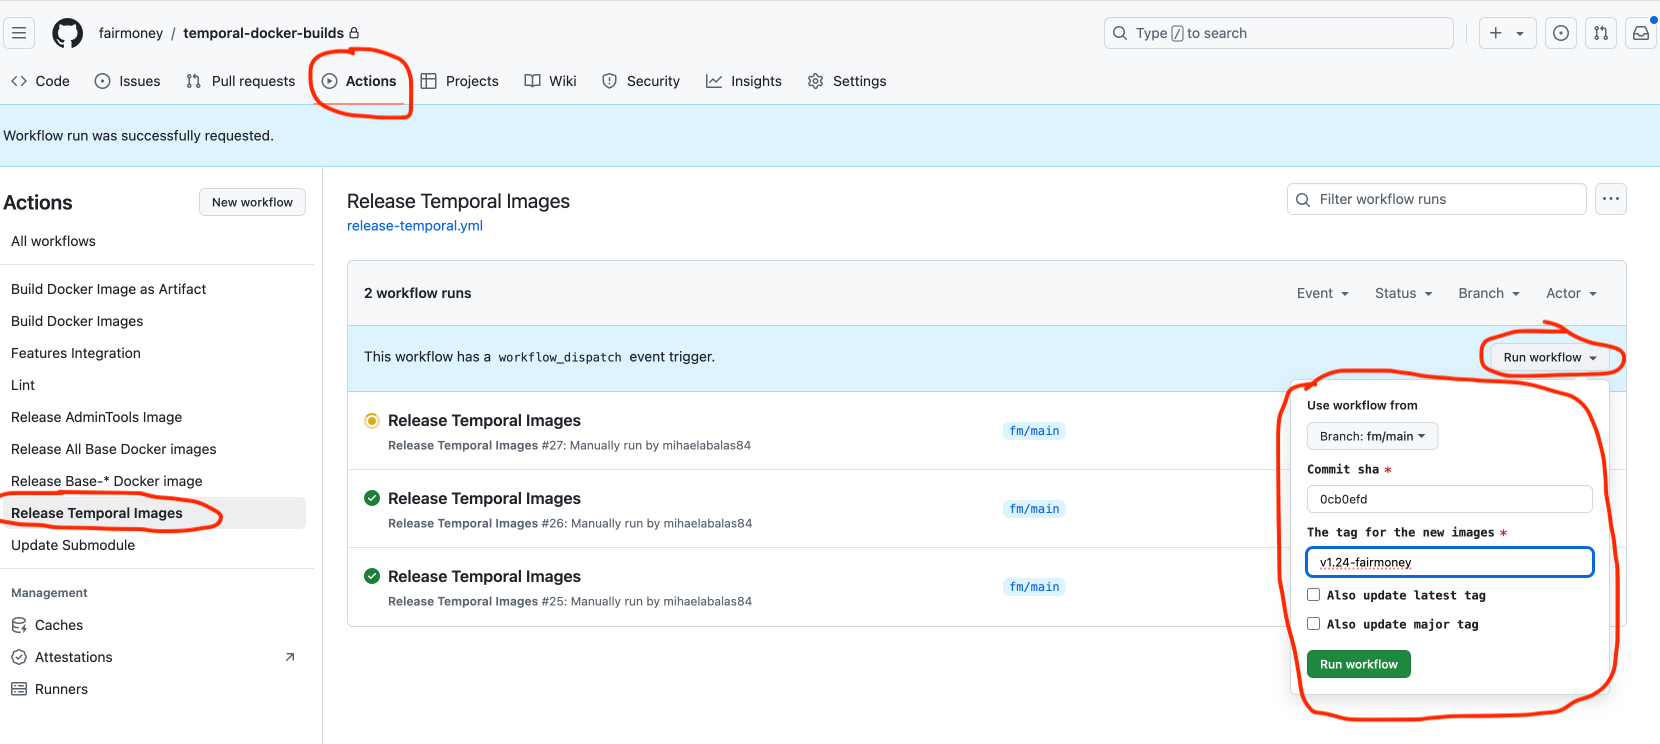 fairmoney / temporal-docker-builds
Type / to search
Code
Issues
Pull requests
Actions
Projects
Wiki
Security
Insights
Settings
Workflow run was successfully requested.
Actions
New workflow
All workflows
Build Docker Image as Artifact
Build Docker Images
Features Integration
Lint
Release AdminTools Image
Release All Base Docker images
Release Base-* Docker image
Release Temporal Images
Update Submodule
Management
Caches
Attestations
Runners
Release Temporal Images
release-temporal.yml
Filter workflow runs
2 workflow runs
Event
Status
Branch
Actor
This workflow has a workflow_dispatch event trigger.
Run workflow
Release Temporal Images
Release Temporal Images #27: Manually run by mihaelabalas84
fm/main
Release Temporal Images
Release Temporal Images #26: Manually run by mihaelabalas84
fm/main
Release Temporal Images
Release Temporal Images #25: Manually run by mihaelabalas84
fm/main
Use workflow from
Branch: fm/main
Commit sha *
0cb0efd
The tag for the new images *
v1.24-fairmoney
Also update latest tag
Also update major tag
Run workflow